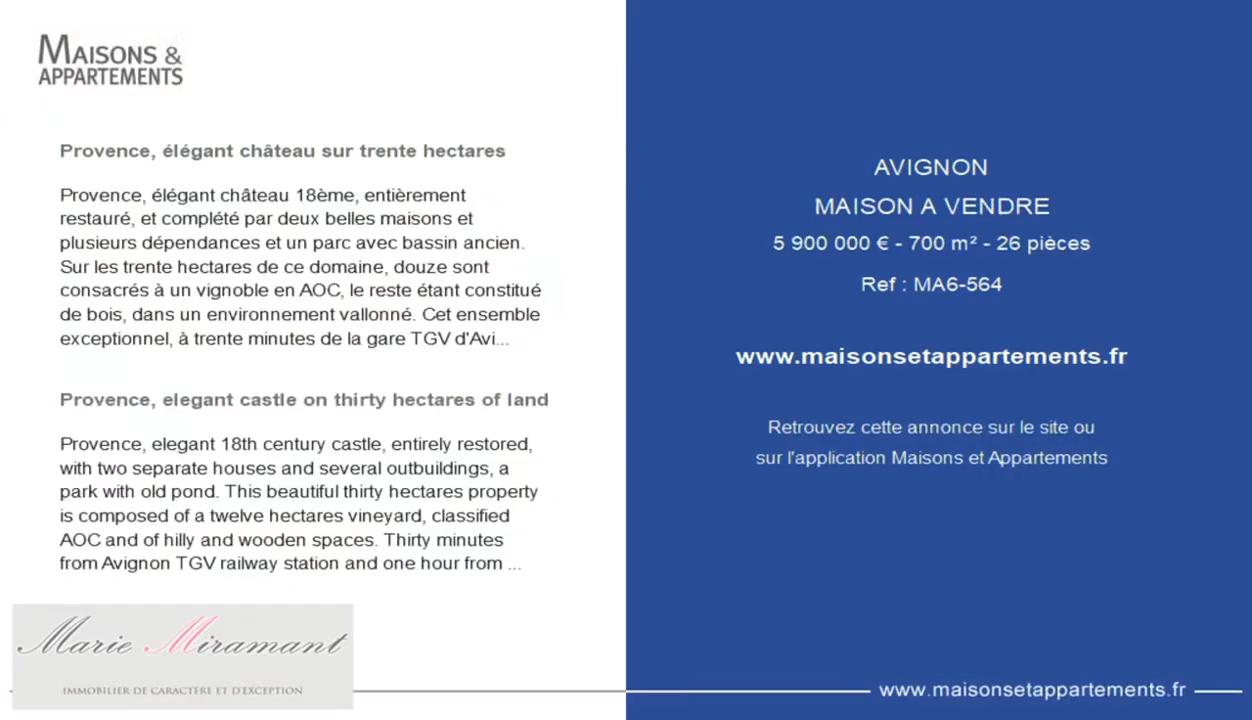 MAISONS &
APPARTEMENTS
Provence, élégant château sur trente hectares
Provence, élégant château 18ème, entièrement
restauré, et complété par deux belles maisons et
plusieurs dépendances et un parc avec bassin ancien.
Sur les trente hectares de ce domaine, douze sont
consacrés à un vignoble en AOC, le reste étant constitué
de bois, dans un environnement vallonné. Cet ensemble
exceptionnel, à trente minutes de la gare TGV d'Avi...
Provence, elegant castle on thirty hectares of land
Provence, elegant 18th century castle, entirely restored,
with two separate houses and several outbuildings, a
park with old pond. This beautiful thirty hectares property
is composed of a twelve hectares vineyard, classified
AOC and of hilly and wooden spaces. Thirty minutes
from Avignon TGV railway station and one hour from ...
Marie Miramant
IMMOBILIER DE CARACTÈRE ET D'EXCEPTION
AVIGNON
MAISON A VENDRE
5 900 000 € - 700 m² - 26 pièces
Ref : MA6-564
www.maisonsetappartements.fr
Retrouvez cette annonce sur le site ou
sur l'application Maisons et Appartements
www.maisonsetappartements.fr